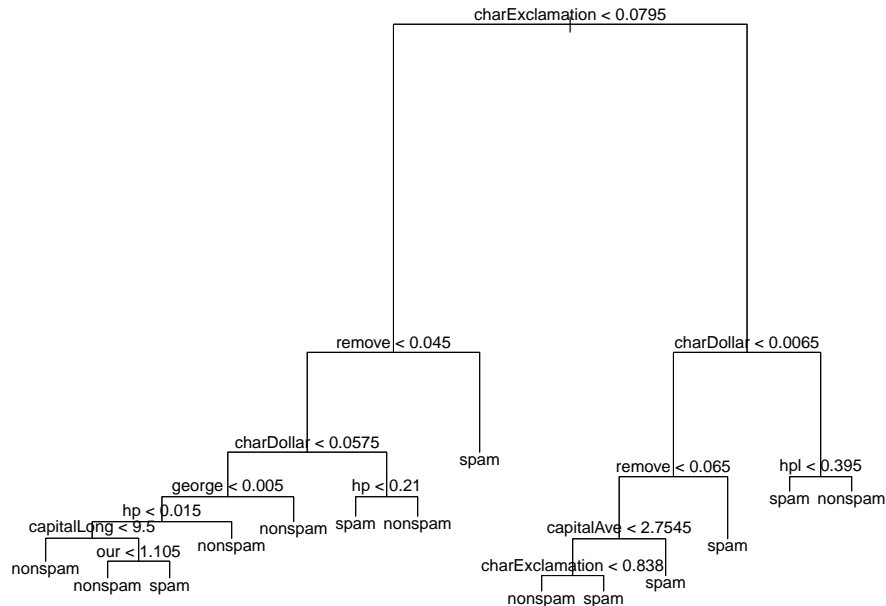 charExclamation < 0.0795
remove < 0.045
charDollar < 0.0065
charDollar < 0.0575
spam
remove < 0.065
hpl < 0.395
george < 0.005
hp < 0.21
spam
nonspam
hp < 0.015
nonspam
spam
nonspam
capitalLong < 9.5
nonspam
capitalAve < 2.7545
spam
our < 1.105
nonspam
charExclamation < 0.838
spam
nonspam
spam
nonspam
spam